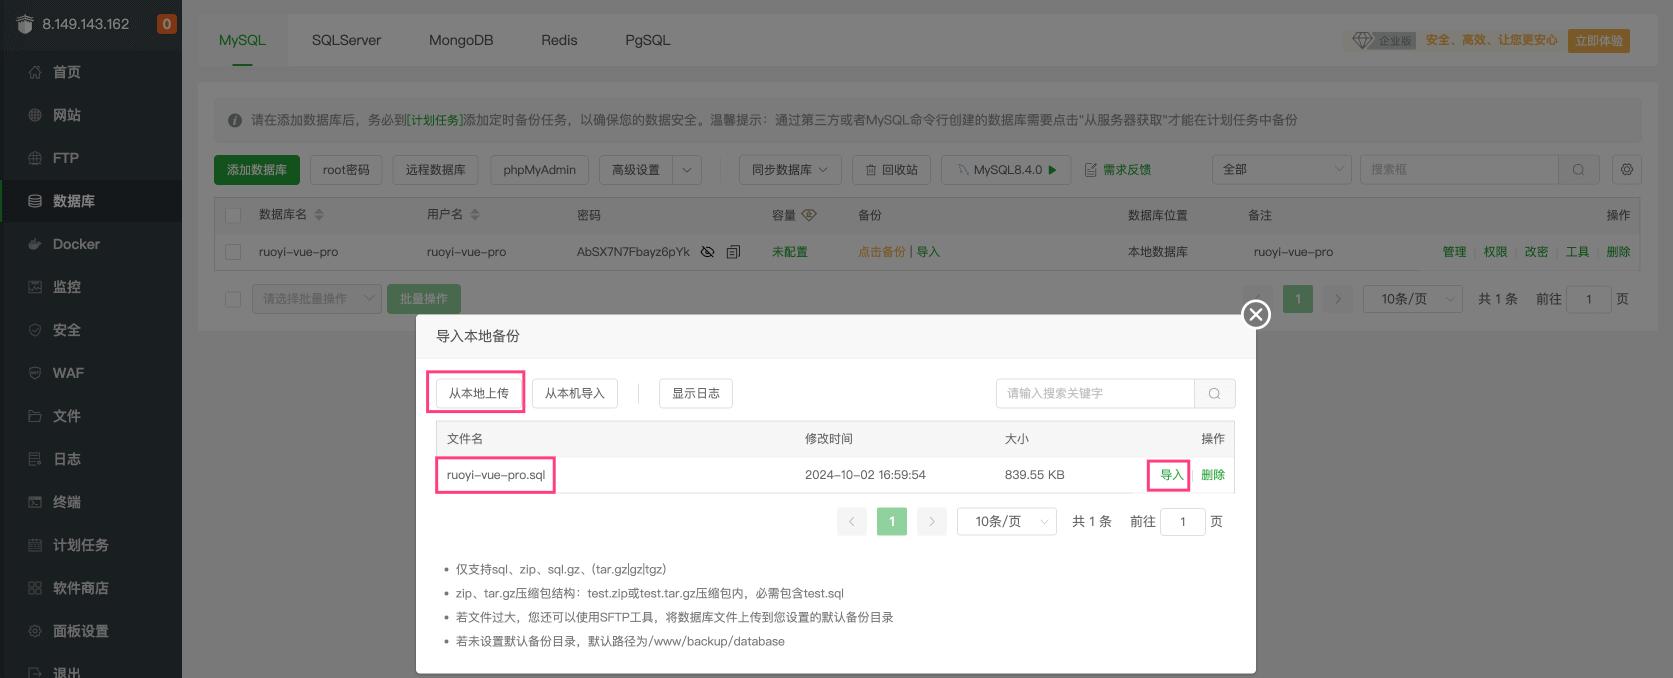 8.149.143.162
0
首页
网站
FTP
数据库
Docker
监控
安全
WAF
文件
日志
终端
计划任务
软件商店
面板设置
退出
MySQL SQLServer MongoDB Redis PgSQL
企业版 安全、高效、让您更安心 立即体验
请在添加数据库后，务必到[计划任务]添加定时备份任务，以确保您的数据安全。温馨提示：通过第三方或者MySQL命令行创建的数据库需要点击"从服务器获取"才能在计划任务中备份
添加数据库 root密码 远程数据库 phpMyAdmin 高级设置 同步数据库 回收站 MySQL8.4.0 需求反馈 全部 搜索框
数据库名 用户名 密码 容量 备份 数据库位置 备注 操作
ruoyi-vue-pro ruoyi-vue-pro AbSX7N7Fbayz6pYk 未配置 点击备份 | 导入 本地数据库 ruoyi-vue-pro 管理 | 权限 | 改密 | 工具 | 删除
请选择批量操作 批量操作 1 10条/页 共 1 条 前往 1 页
导入本地备份
从本地上传 从本机导入 显示日志 请输入搜索关键字
文件名 修改时间 大小 操作
ruoyi-vue-pro.sql 2024-10-02 16:59:54 839.55 KB 导入 | 删除
1 10条/页 共 1 条 前往 1 页
• 仅支持sql、zip、sql.gz、(tar.gz|gz|tgz)
• zip、tar.gz压缩包结构：test.zip或test.tar.gz压缩包内，必需包含test.sql
• 若文件过大，您还可以使用SFTP工具，将数据库文件上传到您设置的默认备份目录
• 若未设置默认备份目录，默认路径为/www/backup/database